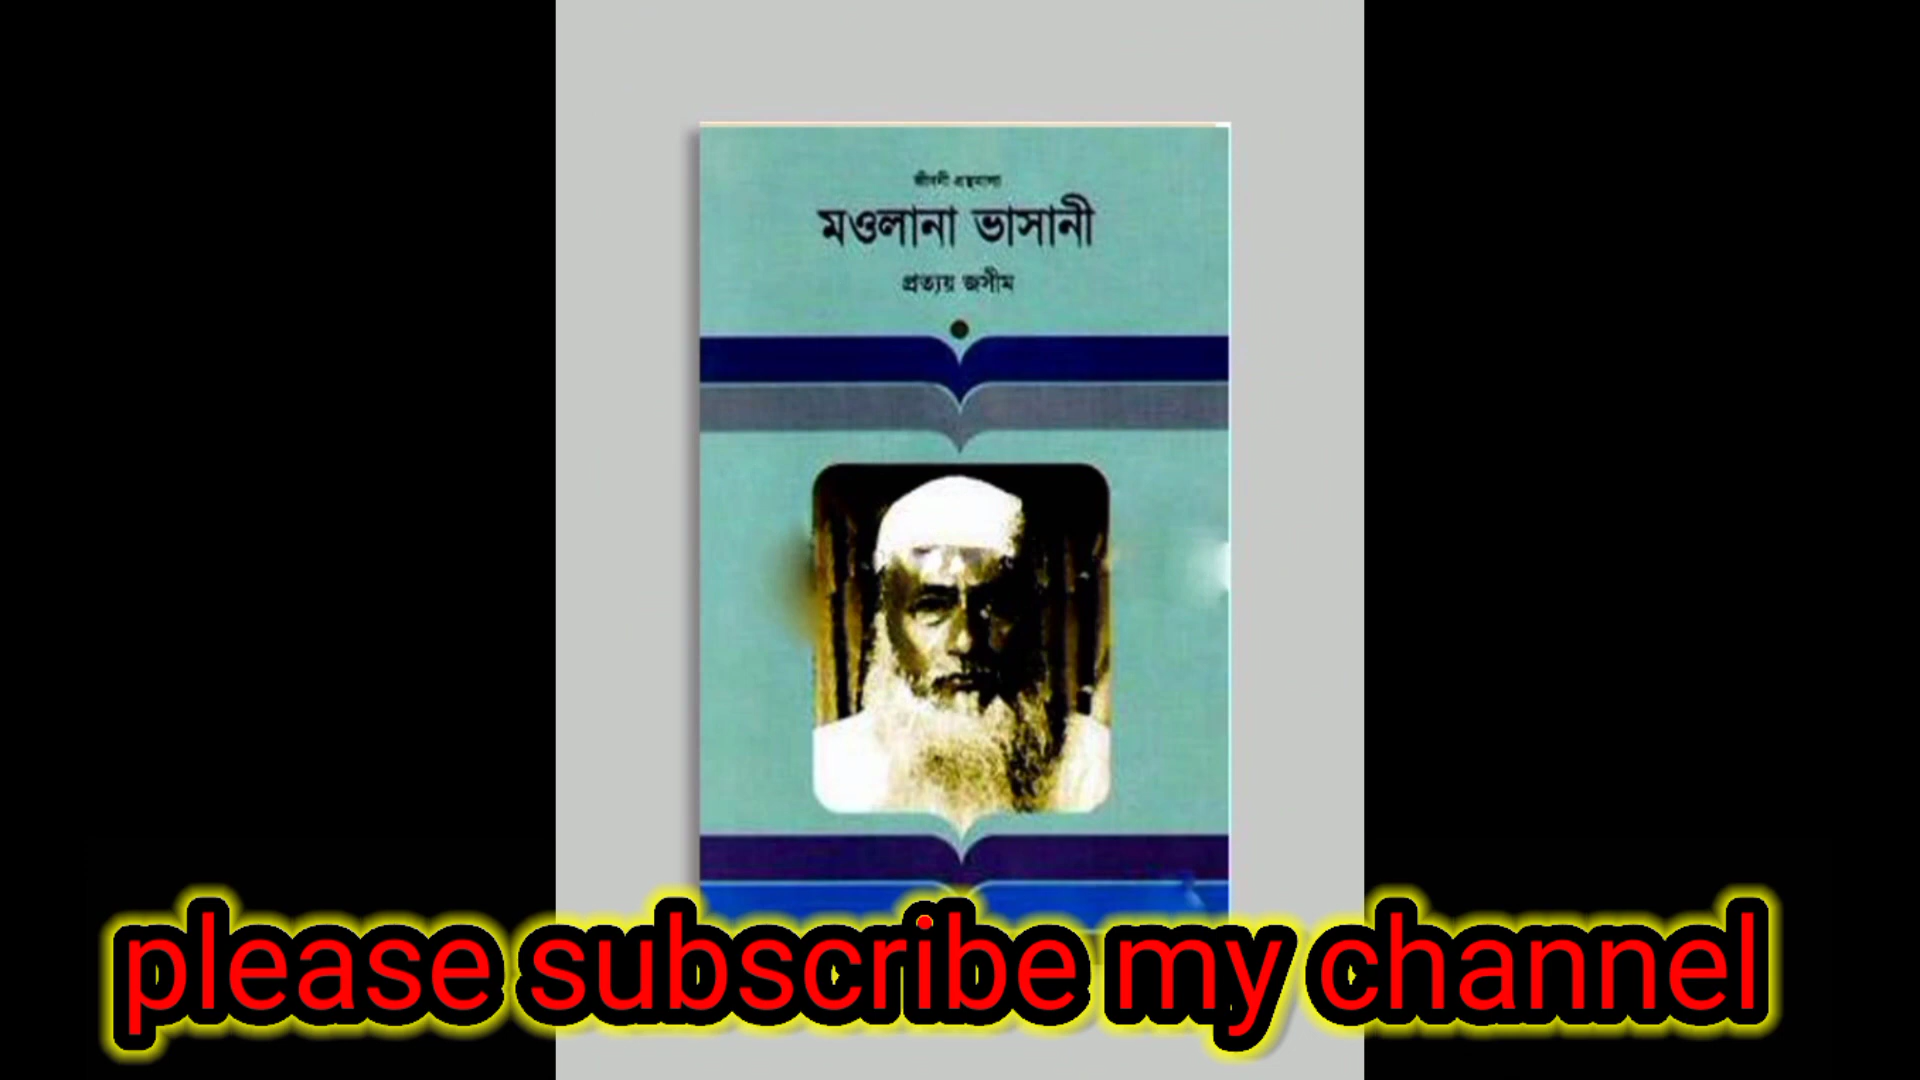 জীবনী গ্রন্থমালা
মওলানা ভাসানী
প্রত্যয় জসীম
please subscribe my channel